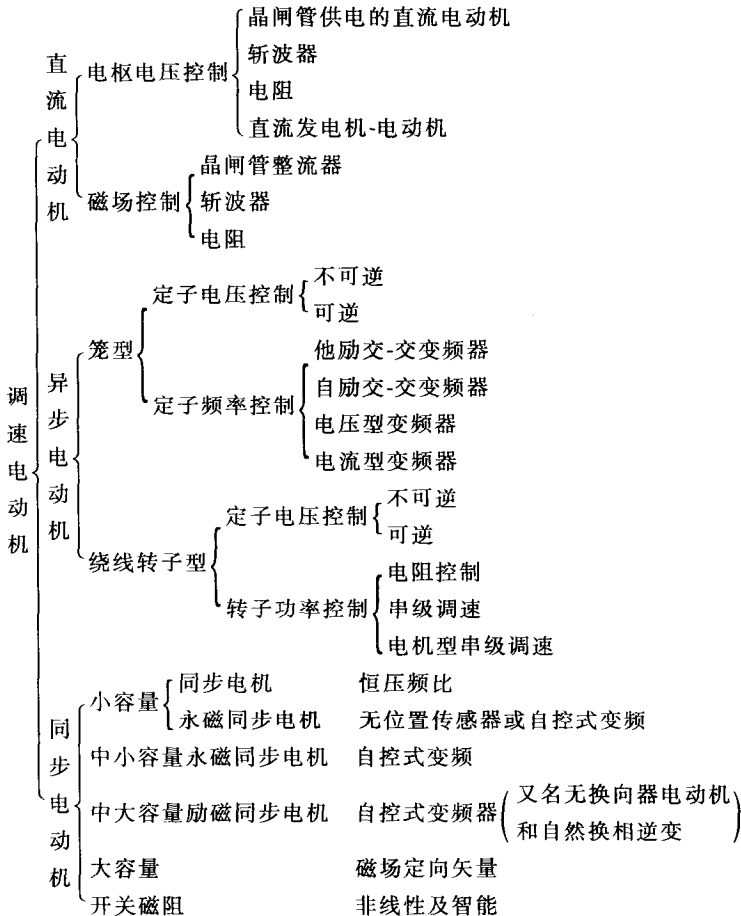 调速电动机
直流电动机
电枢电压控制
晶闸管供电的直流电动机
斩波器
电阻
直流发电机-电动机
磁场控制
晶闸管整流器
斩波器
电阻
异步电动机
笼型
定子电压控制
不可逆
可逆
定子频率控制
他励交-交变频器
自励交-交变频器
电压型变频器
电流型变频器
绕线转子型
定子电压控制
不可逆
可逆
转子功率控制
电阻控制
串级调速
电机型串级调速
同步电动机
小容量
同步电机 恒压频比
永磁同步电机 无位置传感器或自控式变频
中小容量永磁同步电机 自控式变频
中大容量励磁同步电机 自控式变频器(又名无换向器电动机
和自然换相逆变)
大容量 磁场定向矢量
开关磁阻 非线性及智能